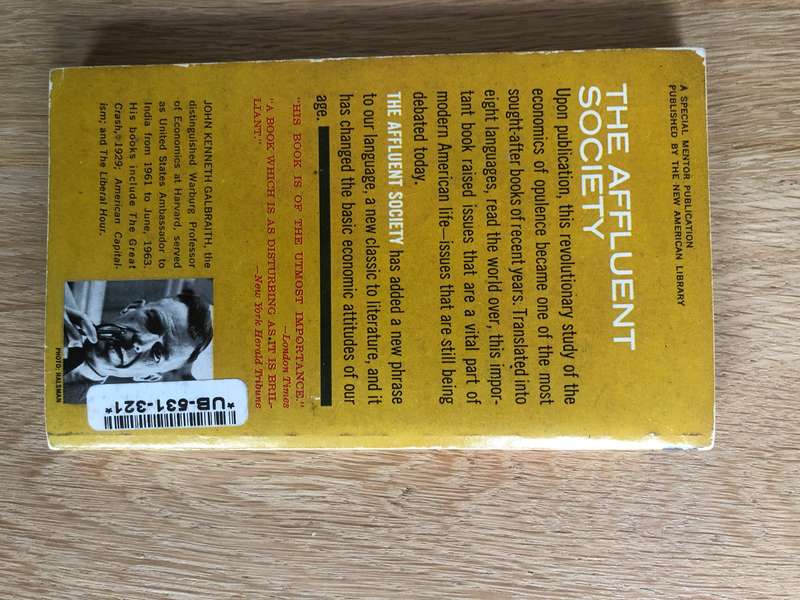 A SPECIAL MENTOR PUBLICATION
PUBLISHED BY THE NEW AMERICAN LIBRARY
THE AFFLUENT
SOCIETY
Upon publication, this revolutionary study of the
economics of opulence became one of the most
sought-after books of recent years. Translated into
eight languages, read the world over, this impor-
tant book raised issues that are a vital part of
modern American life—issues that are still being
debated today.
THE AFFLUENT SOCIETY has added a new phrase
to our language, a new classic to literature, and it
has changed the basic economic attitudes of our
age.
"HIS BOOK IS OF THE UTMOST IMPORTANCE."
—London Times
"A BOOK WHICH IS AS DISTURBING AS IT IS BRIL-
LIANT."
—New York Herald Tribune
JOHN KENNETH GALBRAITH, the
distinguished Warburg Professor
of Economics at Harvard, served
as United States Ambassador to
India from 1961 to June, 1963.
His books include The Great
Crash, 1929; American Capital-
ism; and The Liberal Hour.
PHOTO: HALSMAN
*UB-531-321*